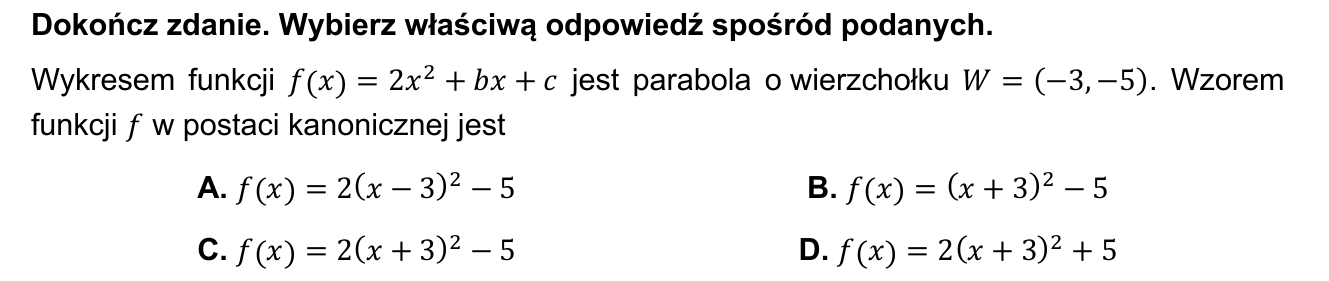 Dokończ zdanie. Wybierz właściwą odpowiedź spośród podanych.
Wykresem funkcji f(x) = 2x² + bx + c jest parabola o wierzchołku W = (−3, −5). Wzorem
funkcji f w postaci kanonicznej jest
A. f(x) = 2(x − 3)² − 5 B. f(x) = (x + 3)² − 5
C. f(x) = 2(x + 3)² − 5 D. f(x) = 2(x + 3)² + 5